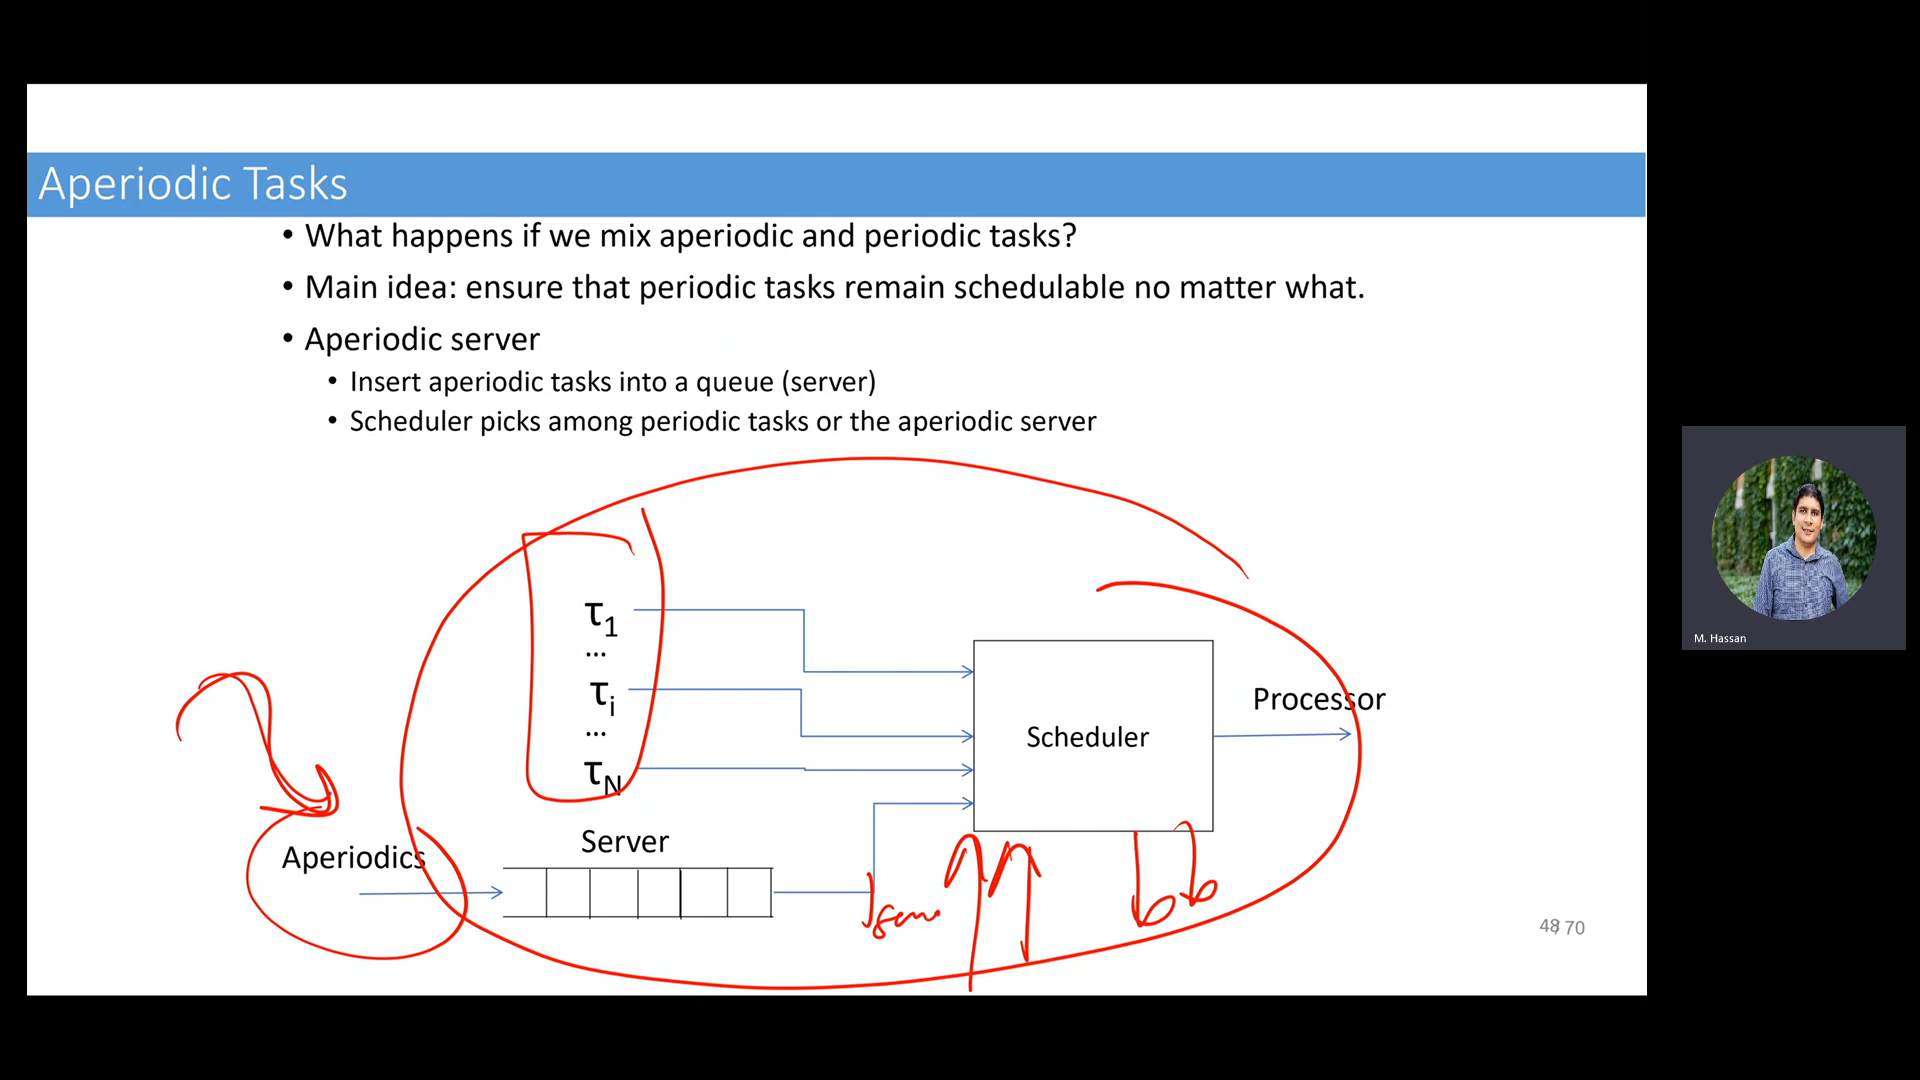 Aperiodic Tasks
• What happens if we mix aperiodic and periodic tasks?
• Main idea: ensure that periodic tasks remain schedulable no matter what.
• Aperiodic server
• Insert aperiodic tasks into a queue (server)
• Scheduler picks among periodic tasks or the aperiodic server
τ1
...
τi
...
τN
Scheduler
Processor
Server
Aperiodics
M. Hassan
/ 70